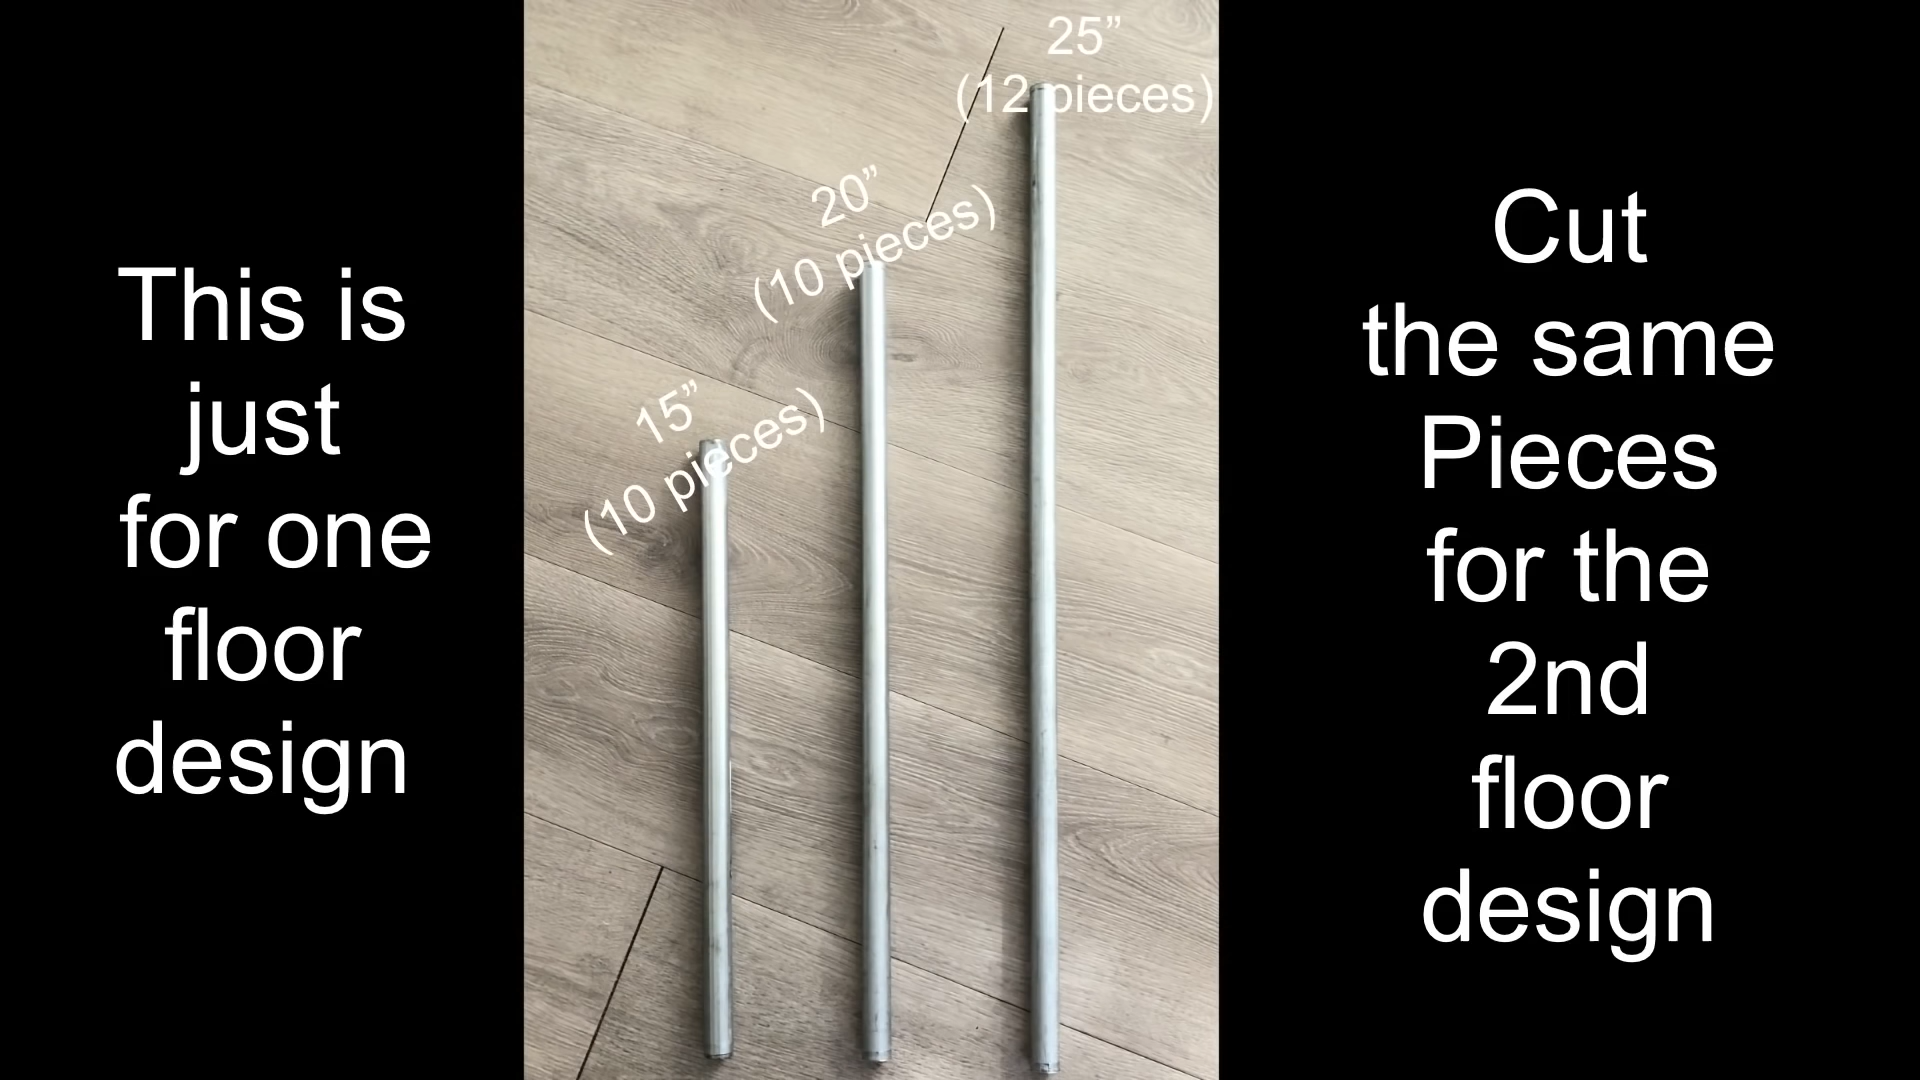 This is
just
for one
floor
design
15”
(10 pieces)
20”
(10 pieces)
25”
(12 pieces)
Cut
the same
Pieces
for the
2nd
floor
design